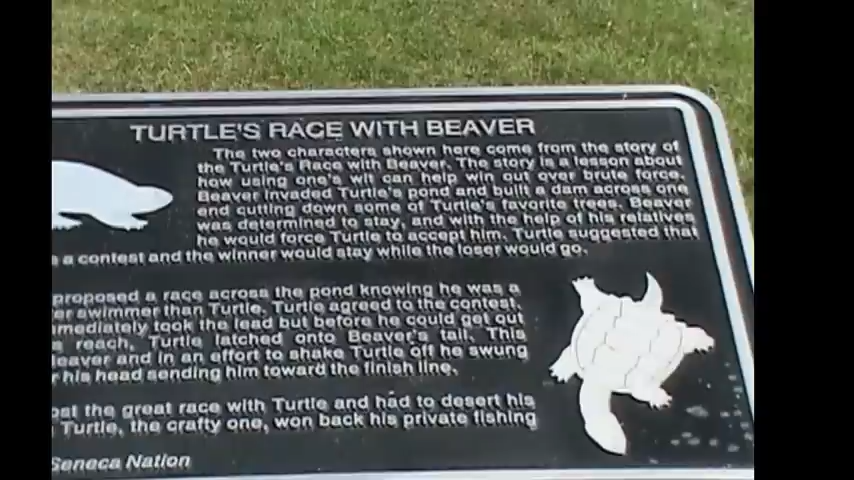 TURTLE'S RACE WITH BEAVER
The two characters shown here come from the story of
the Turtle's Race with Beaver. The story is a lesson about
how using one's wit can help win out over brute force.
Beaver invaded Turtle's pond and built a dam across one
end cutting down some of Turtle's favorite trees. Beaver
was determined to stay, and with the help of his relatives
he would force Turtle to accept him. Turtle suggested that
a contest and the winner would stay while the loser would go.
proposed a race across the pond knowing he was a
er swimmer than Turtle. Turtle agreed to the contest.
mmediately took the lead but before he could get out
s reach, Turtle latched onto Beaver's tail. This
Beaver and in an effort to shake Turtle off he swung
r his head sending him toward the finish line.
ost the great race with Turtle and had to desert his
Turtle, the crafty one, won back his private fishing
Seneca Nation